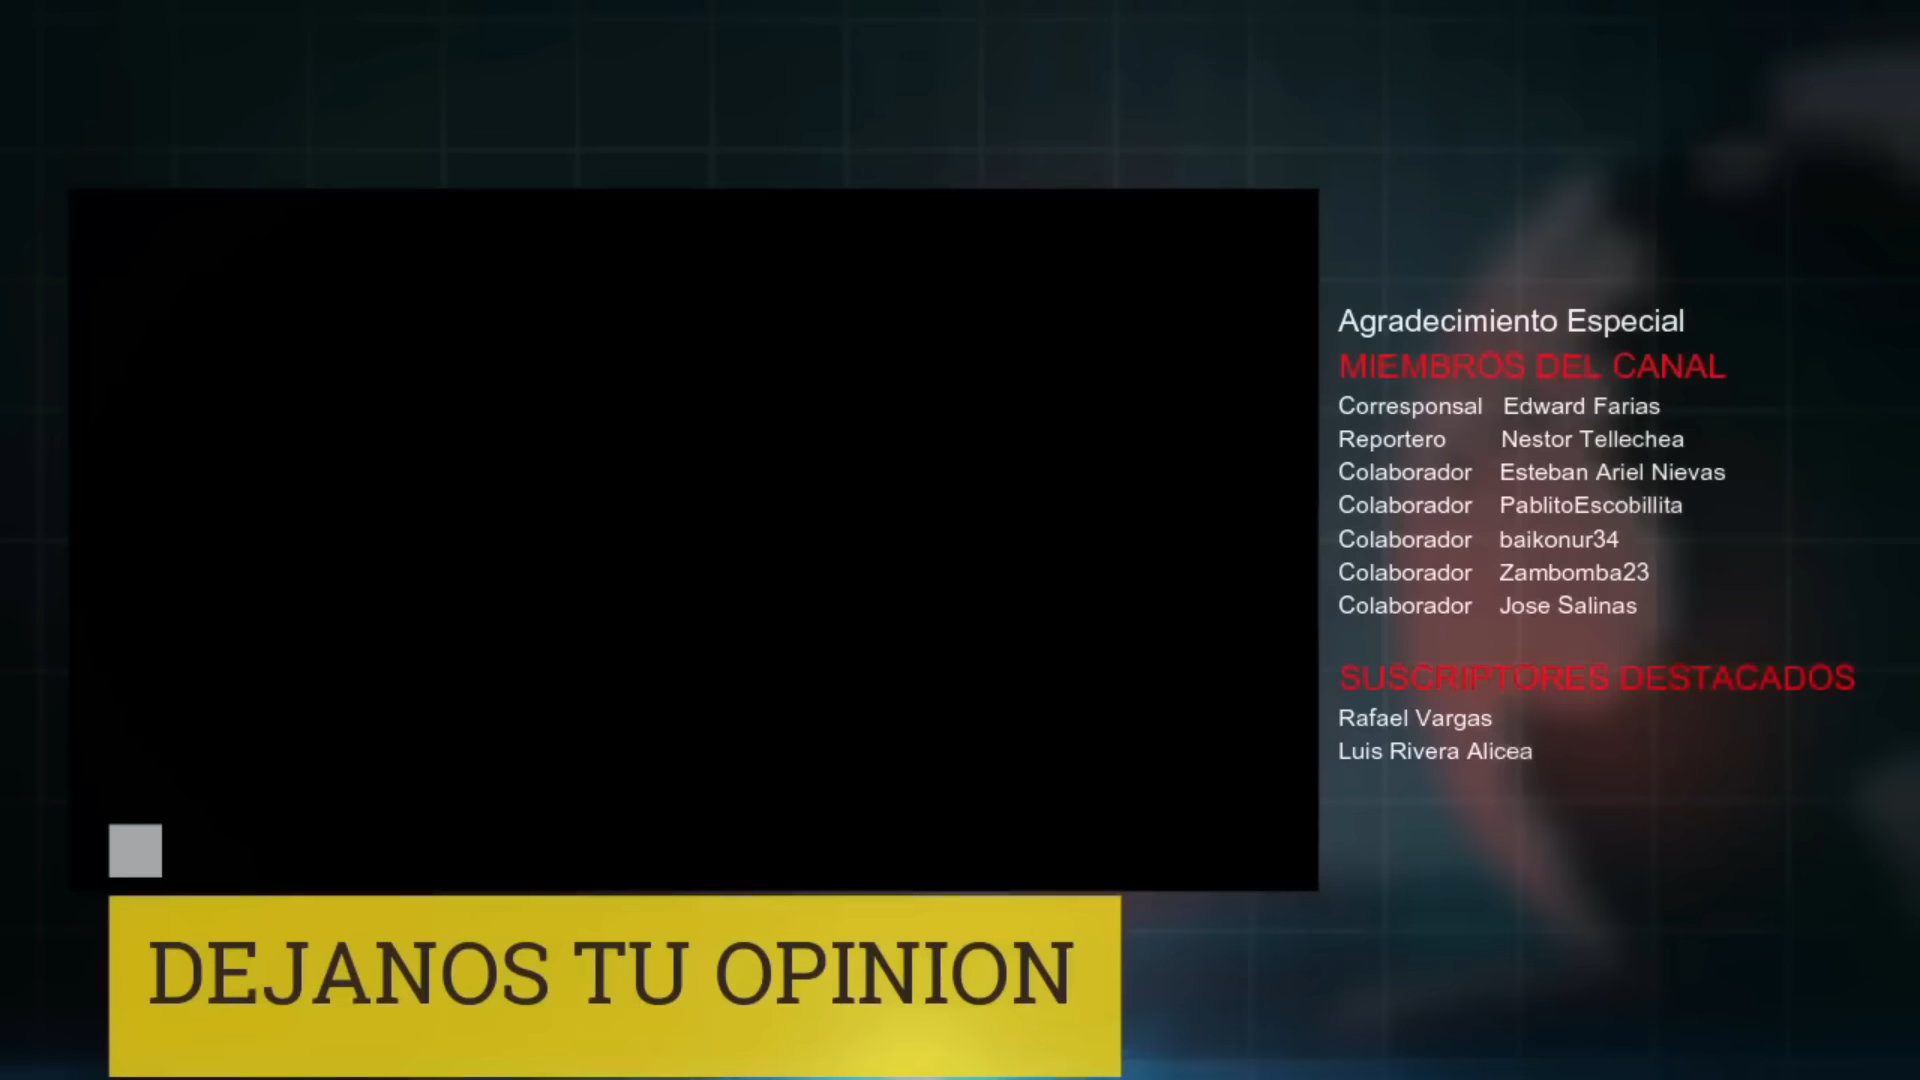 Agradecimiento Especial
MIEMBROS DEL CANAL
Corresponsal Edward Farias
Reportero Nestor Tellechea
Colaborador Esteban Ariel Nievas
Colaborador PablitoEscobillita
Colaborador baikonur34
Colaborador Zambomba23
Colaborador Jose Salinas
SUSCRIPTORES DESTACADOS
Rafael Vargas
Luis Rivera Alicea
DEJANOS TU OPINION